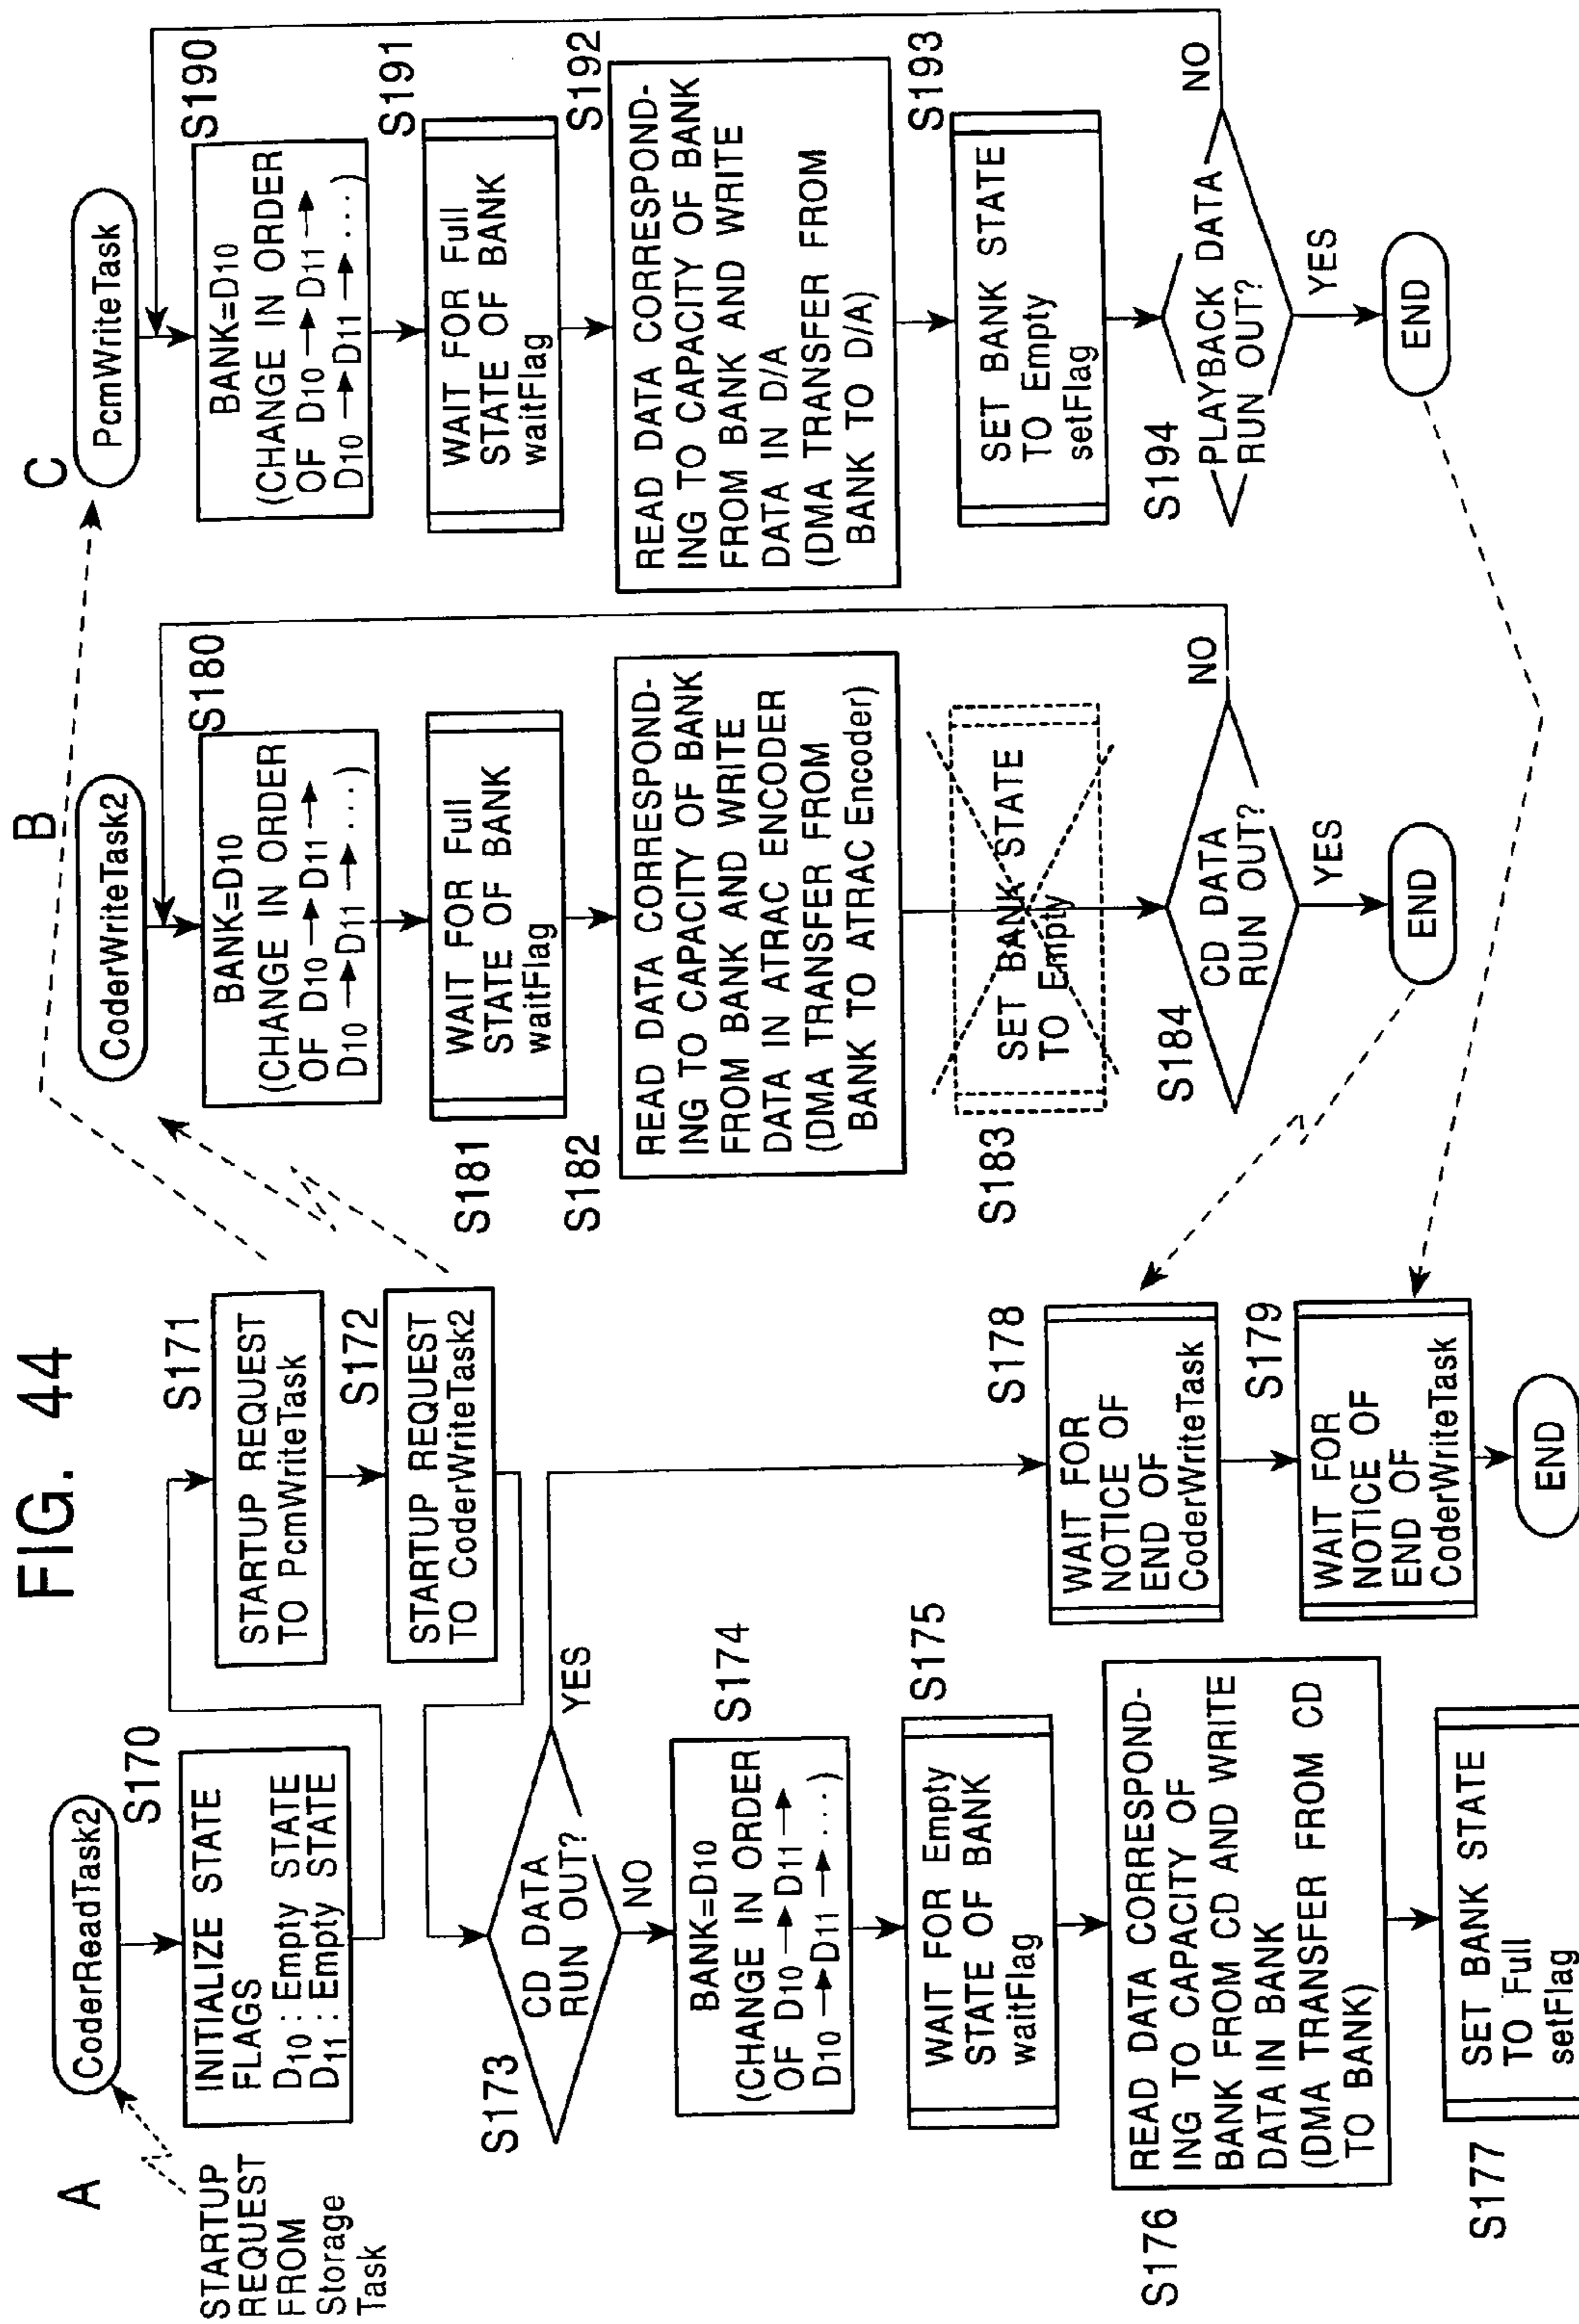 FIG. 44
A
STARTUP
REQUEST
FROM
Storage
Task
CoderReadTask2
S170
INITIALIZE STATE
FLAGS
D10 : Empty STATE
D11 : Empty STATE
S171
STARTUP REQUEST
TO PcmWriteTask
S172
STARTUP REQUEST
TO CoderWriteTask2
S173
CD DATA
RUN OUT?
YES
NO
S174
BANK=D10
(CHANGE IN ORDER
OF D10 → D11 →
D10 → D11 → ···)
S175
WAIT FOR Empty
STATE OF BANK
waitFlag
S176
READ DATA CORRESPOND-
ING TO CAPACITY OF
BANK FROM CD AND WRITE
DATA IN BANK
(DMA TRANSFER FROM CD
TO BANK)
S177
SET BANK STATE
TO Full
setFlag
S178
WAIT FOR
NOTICE OF
END OF
CoderWriteTask
S179
WAIT FOR
NOTICE OF
END OF
CoderWriteTask
END
B
CoderWriteTask2
S180
BANK=D10
(CHANGE IN ORDER
OF D10 → D11 →
D10 → D11 → ···)
S181
WAIT FOR Full
STATE OF BANK
waitFlag
S182
READ DATA CORRESPOND-
ING TO CAPACITY OF BANK
FROM BANK AND WRITE
DATA IN ATRAC ENCODER
(DMA TRANSFER FROM
BANK TO ATRAC Encoder)
S183
SET BANK STATE
TO Empty
S184
CD DATA
RUN OUT?
NO
YES
END
C
PcmWriteTask
S190
BANK=D10
(CHANGE IN ORDER
OF D10 → D11 →
D10 → D11 → ···)
S191
WAIT FOR Full
STATE OF BANK
waitFlag
S192
READ DATA CORRESPOND-
ING TO CAPACITY OF BANK
FROM BANK AND WRITE
DATA IN D/A
(DMA TRANSFER FROM
BANK TO D/A)
S193
SET BANK STATE
TO Empty
setFlag
S194
PLAYBACK DATA
RUN OUT?
NO
YES
END